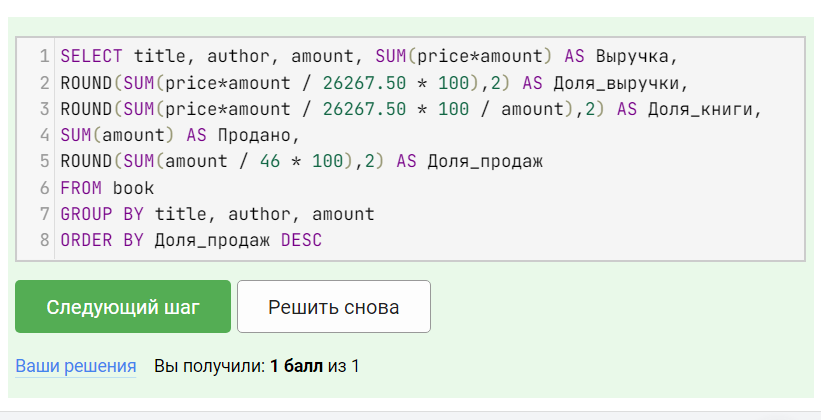 1 SELECT title, author, amount, SUM(price*amount) AS Выручка,
2 ROUND(SUM(price*amount / 26267.50 * 100),2) AS Доля_выручки,
3 ROUND(SUM(price*amount / 26267.50 * 100 / amount),2) AS Доля_книги,
4 SUM(amount) AS Продано,
5 ROUND(SUM(amount / 46 * 100),2) AS Доля_продаж
6 FROM book
7 GROUP BY title, author, amount
8 ORDER BY Доля_продаж DESC
Следующий шаг Решить снова
Ваши решения Вы получили: 1 балл из 1